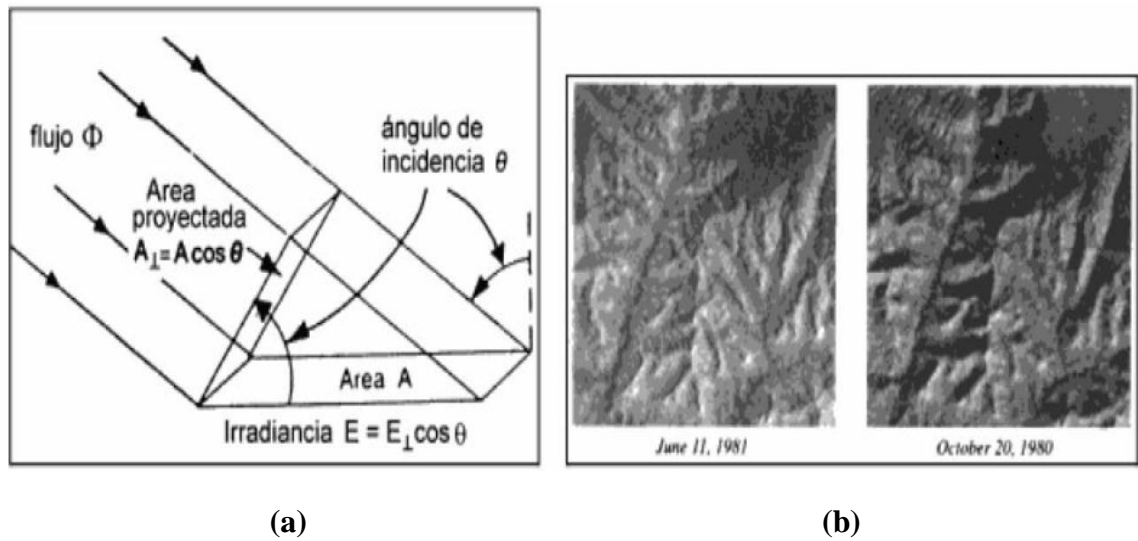 flujo Φ
Area
proyectada
A⊥ = A cos θ
ángulo de
incidencia θ
Area A
Irradiancia E = E⊥ cos θ
June 11, 1981
October 20, 1980
(a)
(b)